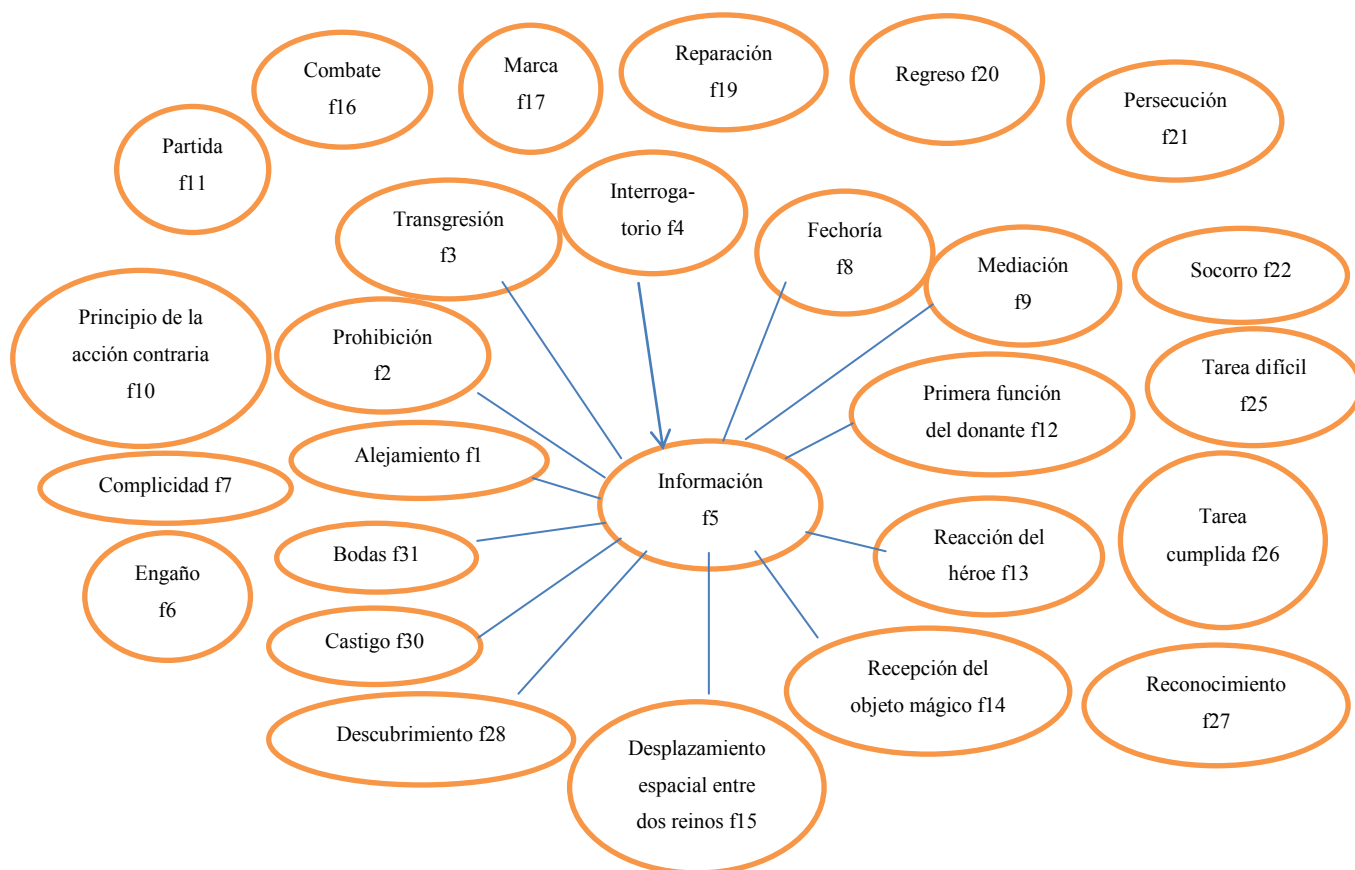 Combate
f16
Marca
f17
Reparación
f19
Regreso f20
Persecución
f21
Partida
f11
Transgresión
f3
Interroga-
torio f4
Fechoría
f8
Mediación
f9
Socorro f22
Principio de la
acción contraria
f10
Prohibición
f2
Primera función
del donante f12
Tarea difícil
f25
Alejamiento f1
Complicidad f7
Información
f5
Reacción del
héroe f13
Tarea
cumplida f26
Bodas f31
Engaño
f6
Castigo f30
Recepción del
objeto mágico f14
Reconocimiento
f27
Descubrimiento f28
Desplazamiento
espacial entre
dos reinos f15